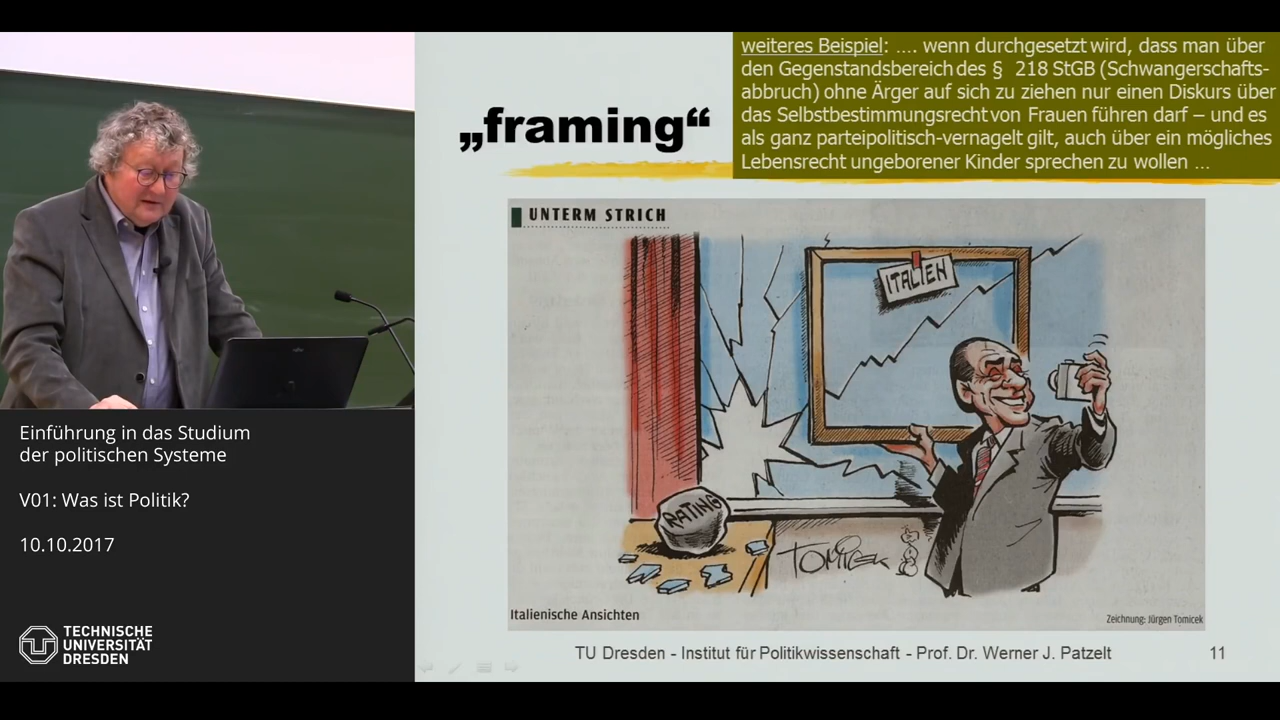 weiteres Beispiel: .... wenn durchgesetzt wird, dass man über
den Gegenstandsbereich des § 218 StGB (Schwangerschafts-
abbruch) ohne Ärger auf sich zu ziehen nur einen Diskurs über
das Selbstbestimmungsrecht von Frauen führen darf – und es
als ganz parteipolitisch-vernagelt gilt, auch über ein mögliches
Lebensrecht ungeborener Kinder sprechen zu wollen ...
„framing“
UNTERM STRICH
ITALIEN
RATING
TOMICEK
Italienische Ansichten
Zeichnung: Jürgen Tomicek
TU Dresden - Institut für Politikwissenschaft - Prof. Dr. Werner J. Patzelt
11
Einführung in das Studium
der politischen Systeme
V01: Was ist Politik?
10.10.2017
TECHNISCHE
UNIVERSITÄT
DRESDEN